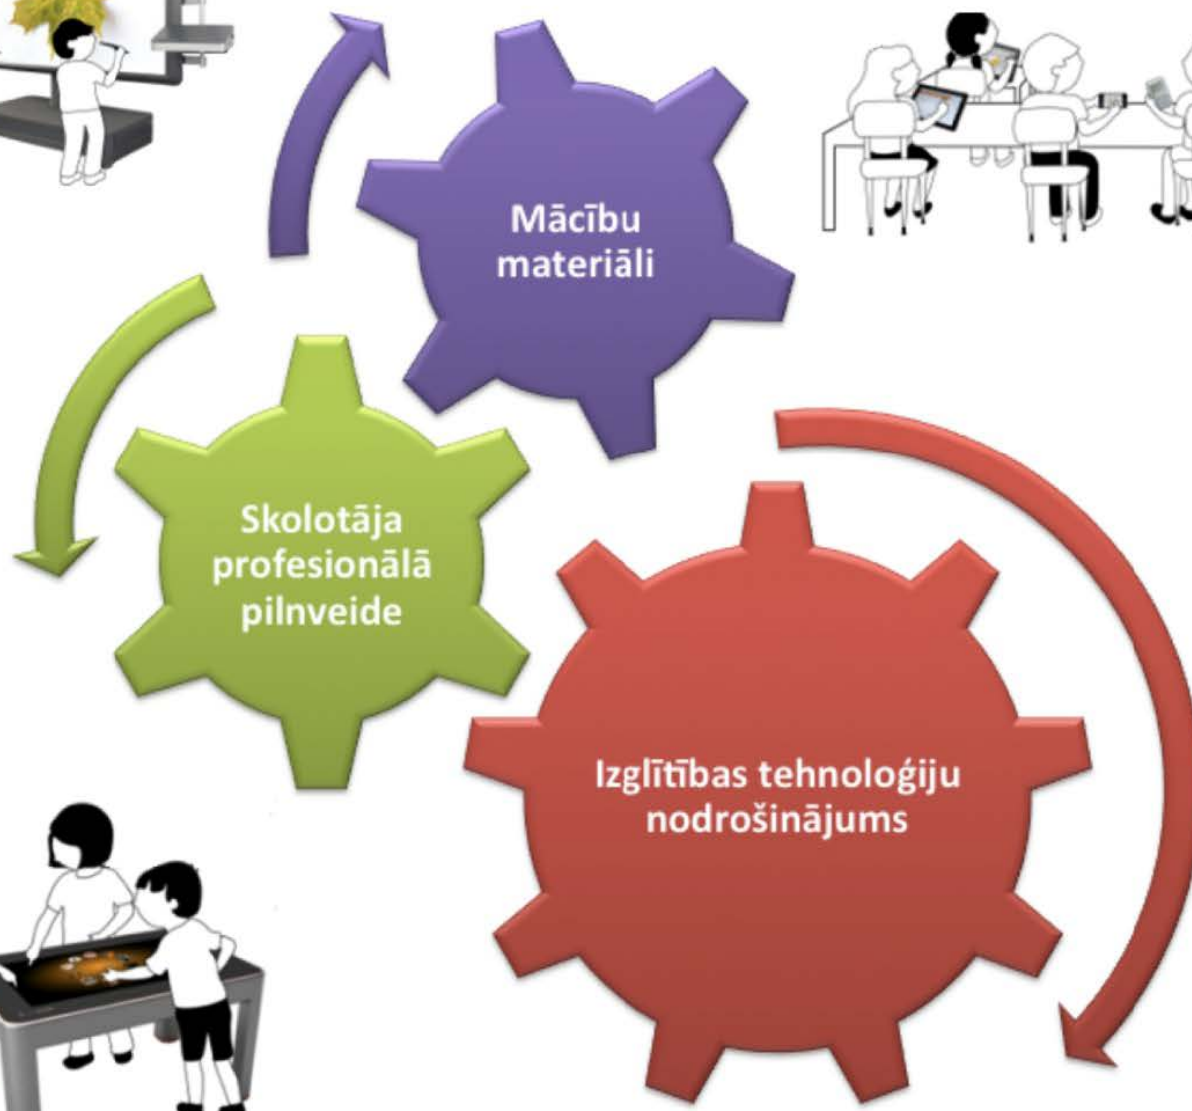 Mācību
materiāli
Skolotāja
profesionālā
pilnveide
Izglītības tehnoloģiju
nodrošinājums